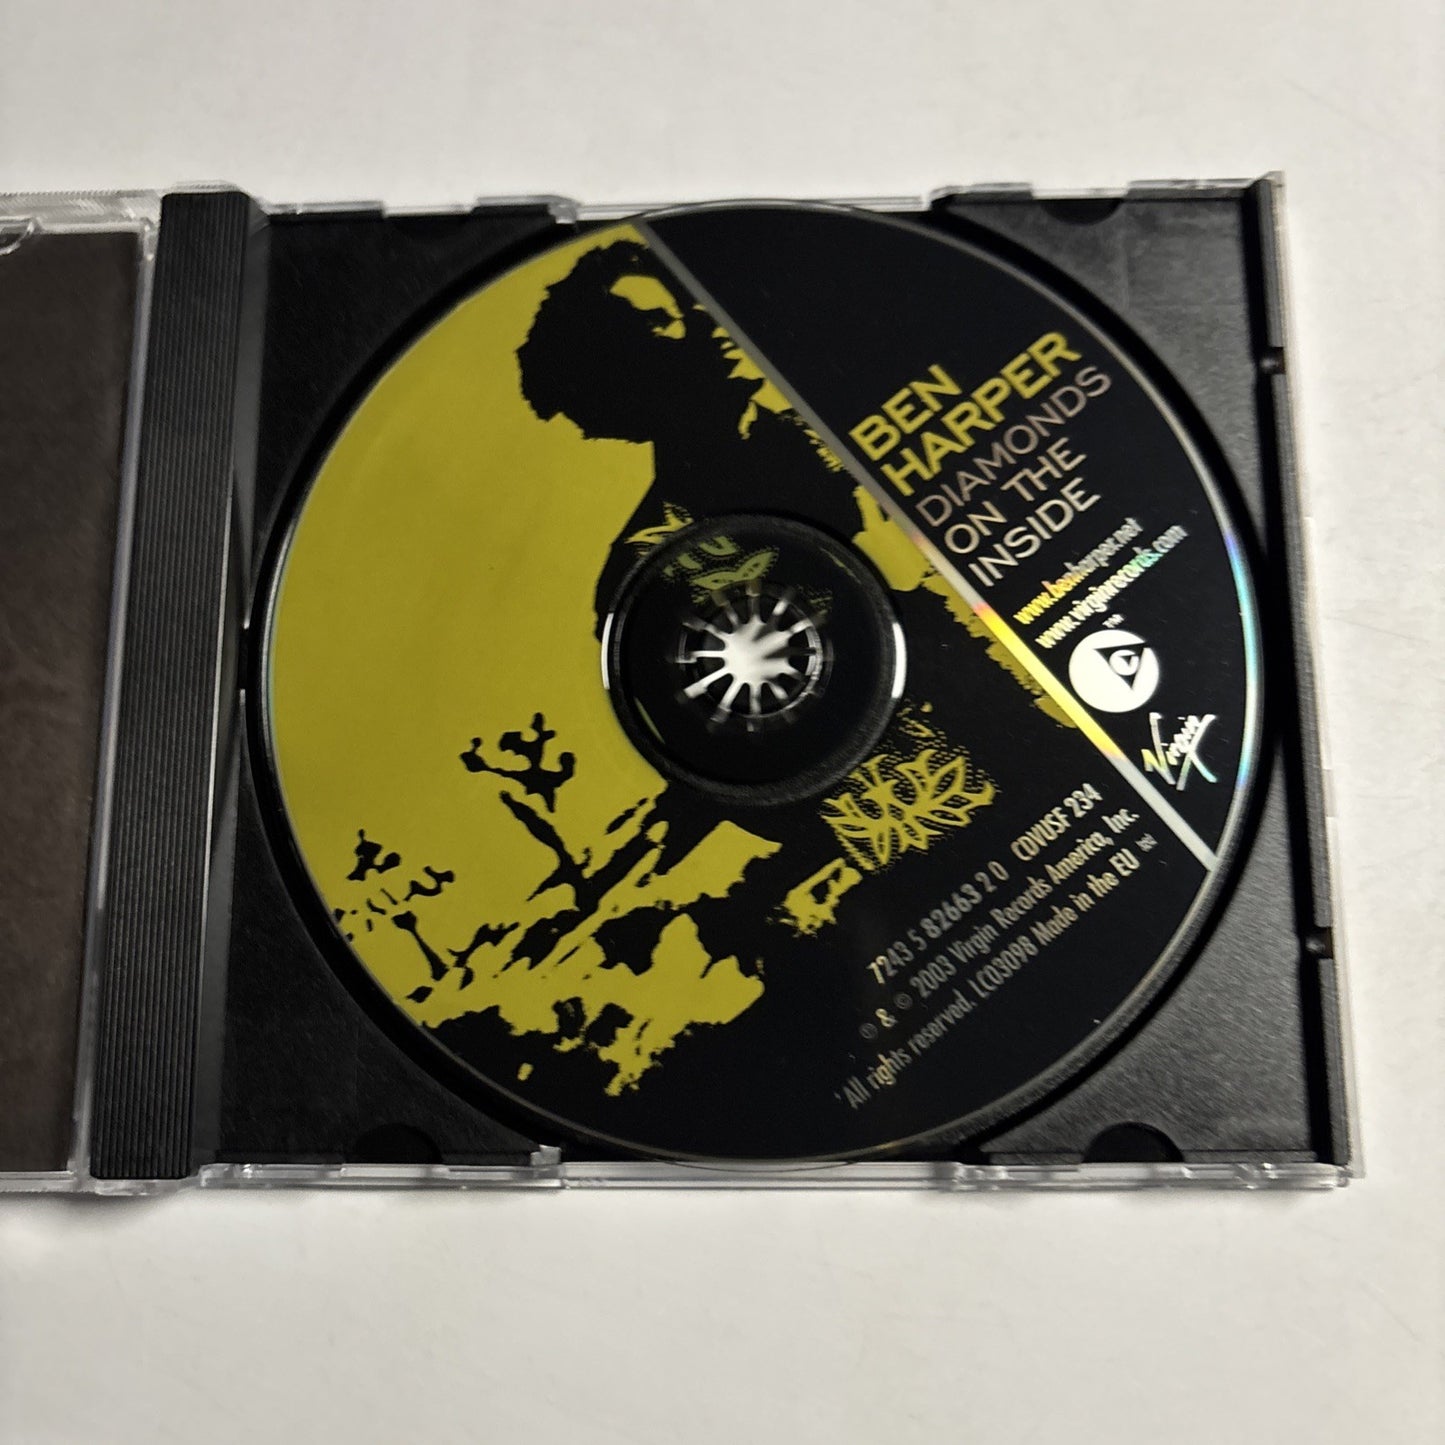 BEN
HARPER
DIAMONDS
ON THE
INSIDE
www.benharper.net
www.virginrecords.com
C
TM
Virgin
7243 5 82663 2 0 CDVUSF 234
℗ & © 2003 Virgin Records America, Inc.
All rights reserved. LC03098 Made in the EU